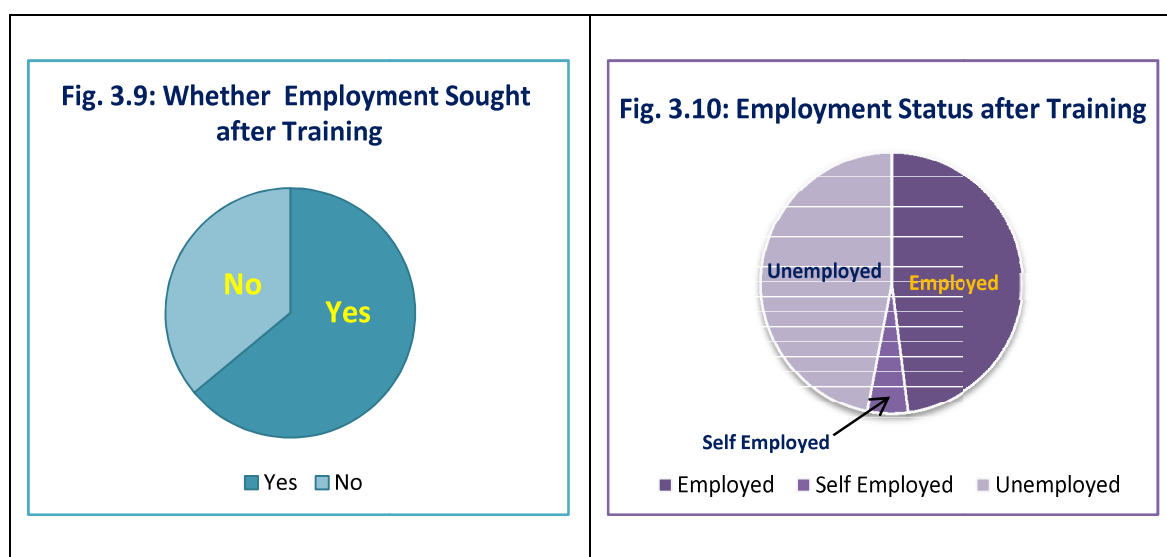 Fig. 3.9: Whether Employment Sought
after Training
No
Yes
Yes No
Fig. 3.10: Employment Status after Training
Unemployed
Employed
Self Employed
Employed Self Employed Unemployed